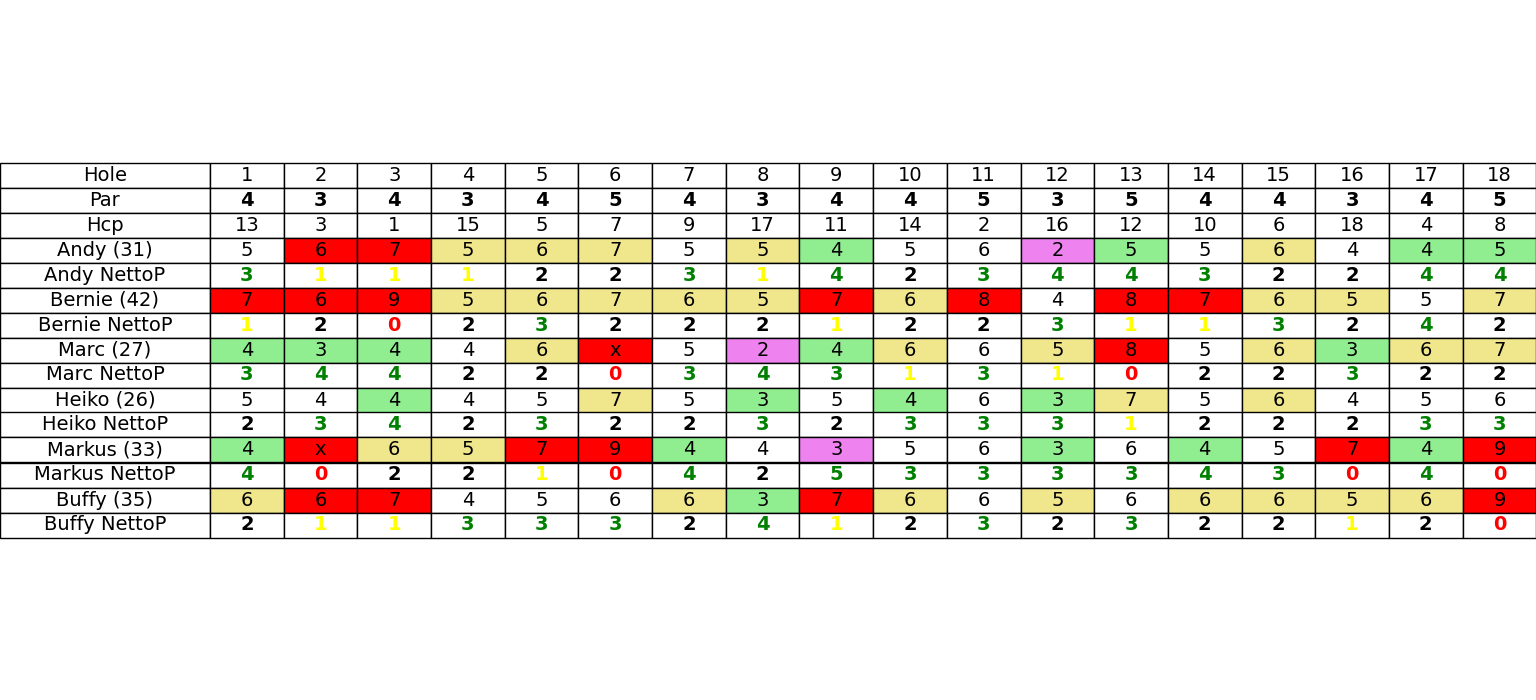 Hole 1 2 3 4 5 6 7 8 9 10 11 12 13 14 15 16 17 18
Par 4 3 4 3 4 5 4 3 4 4 5 3 5 4 4 3 4 5
Hcp 13 3 1 15 5 7 9 17 11 14 2 16 12 10 6 18 4 8
Andy (31) 5 6 7 5 6 7 5 5 4 5 6 2 5 5 6 4 4 5
Andy NettoP 3 1 1 1 2 2 3 1 4 2 3 4 4 3 2 2 4 4
Bernie (42) 7 6 9 5 6 7 6 5 7 6 8 4 8 7 6 5 5 7
Bernie NettoP 1 2 0 2 3 2 2 2 1 2 2 3 1 1 3 2 4 2
Marc (27) 4 3 4 4 6 x 5 2 4 6 6 5 8 5 6 3 6 7
Marc NettoP 3 4 4 2 2 0 3 4 3 1 3 1 0 2 2 3 2 2
Heiko (26) 5 4 4 4 5 7 5 3 5 4 6 3 7 5 6 4 5 6
Heiko NettoP 2 3 4 2 3 2 2 3 2 3 3 3 1 2 2 2 3 3
Markus (33) 4 x 6 5 7 9 4 4 3 5 6 3 6 4 5 7 4 9
Markus NettoP 4 0 2 2 1 0 4 2 5 3 3 3 3 4 3 0 4 0
Buffy (35) 6 6 7 4 5 6 6 3 7 6 6 5 6 6 6 5 6 9
Buffy NettoP 2 1 1 3 3 3 2 4 1 2 3 2 3 2 2 1 2 0